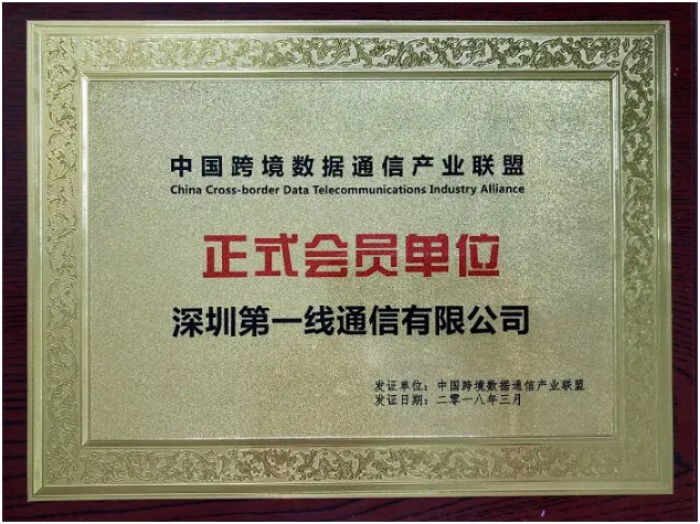 中国跨境数据通信产业联盟
China Cross-border Data Telecommunications Industry Alliance
正式会员单位
深圳第一线通信有限公司
发证单位：中国跨境数据通信产业联盟
发证日期：二零一八年三月